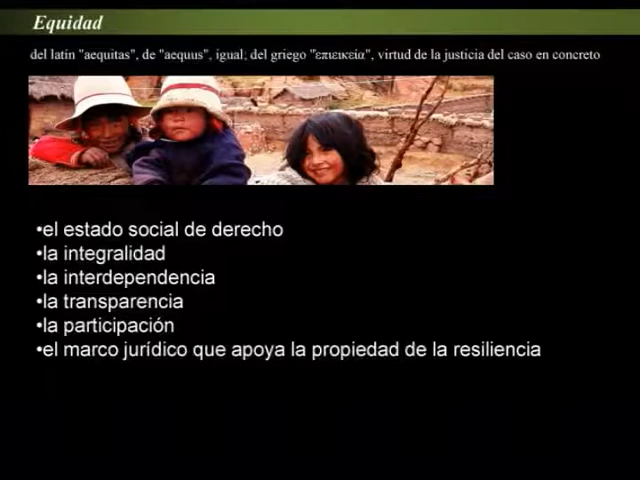 Equidad
del latín "aequitas", de "aequus", igual; del griego "επιεικεία", virtud de la justicia del caso en concreto
•el estado social de derecho
•la integralidad
•la interdependencia
•la transparencia
•la participación
•el marco jurídico que apoya la propiedad de la resiliencia